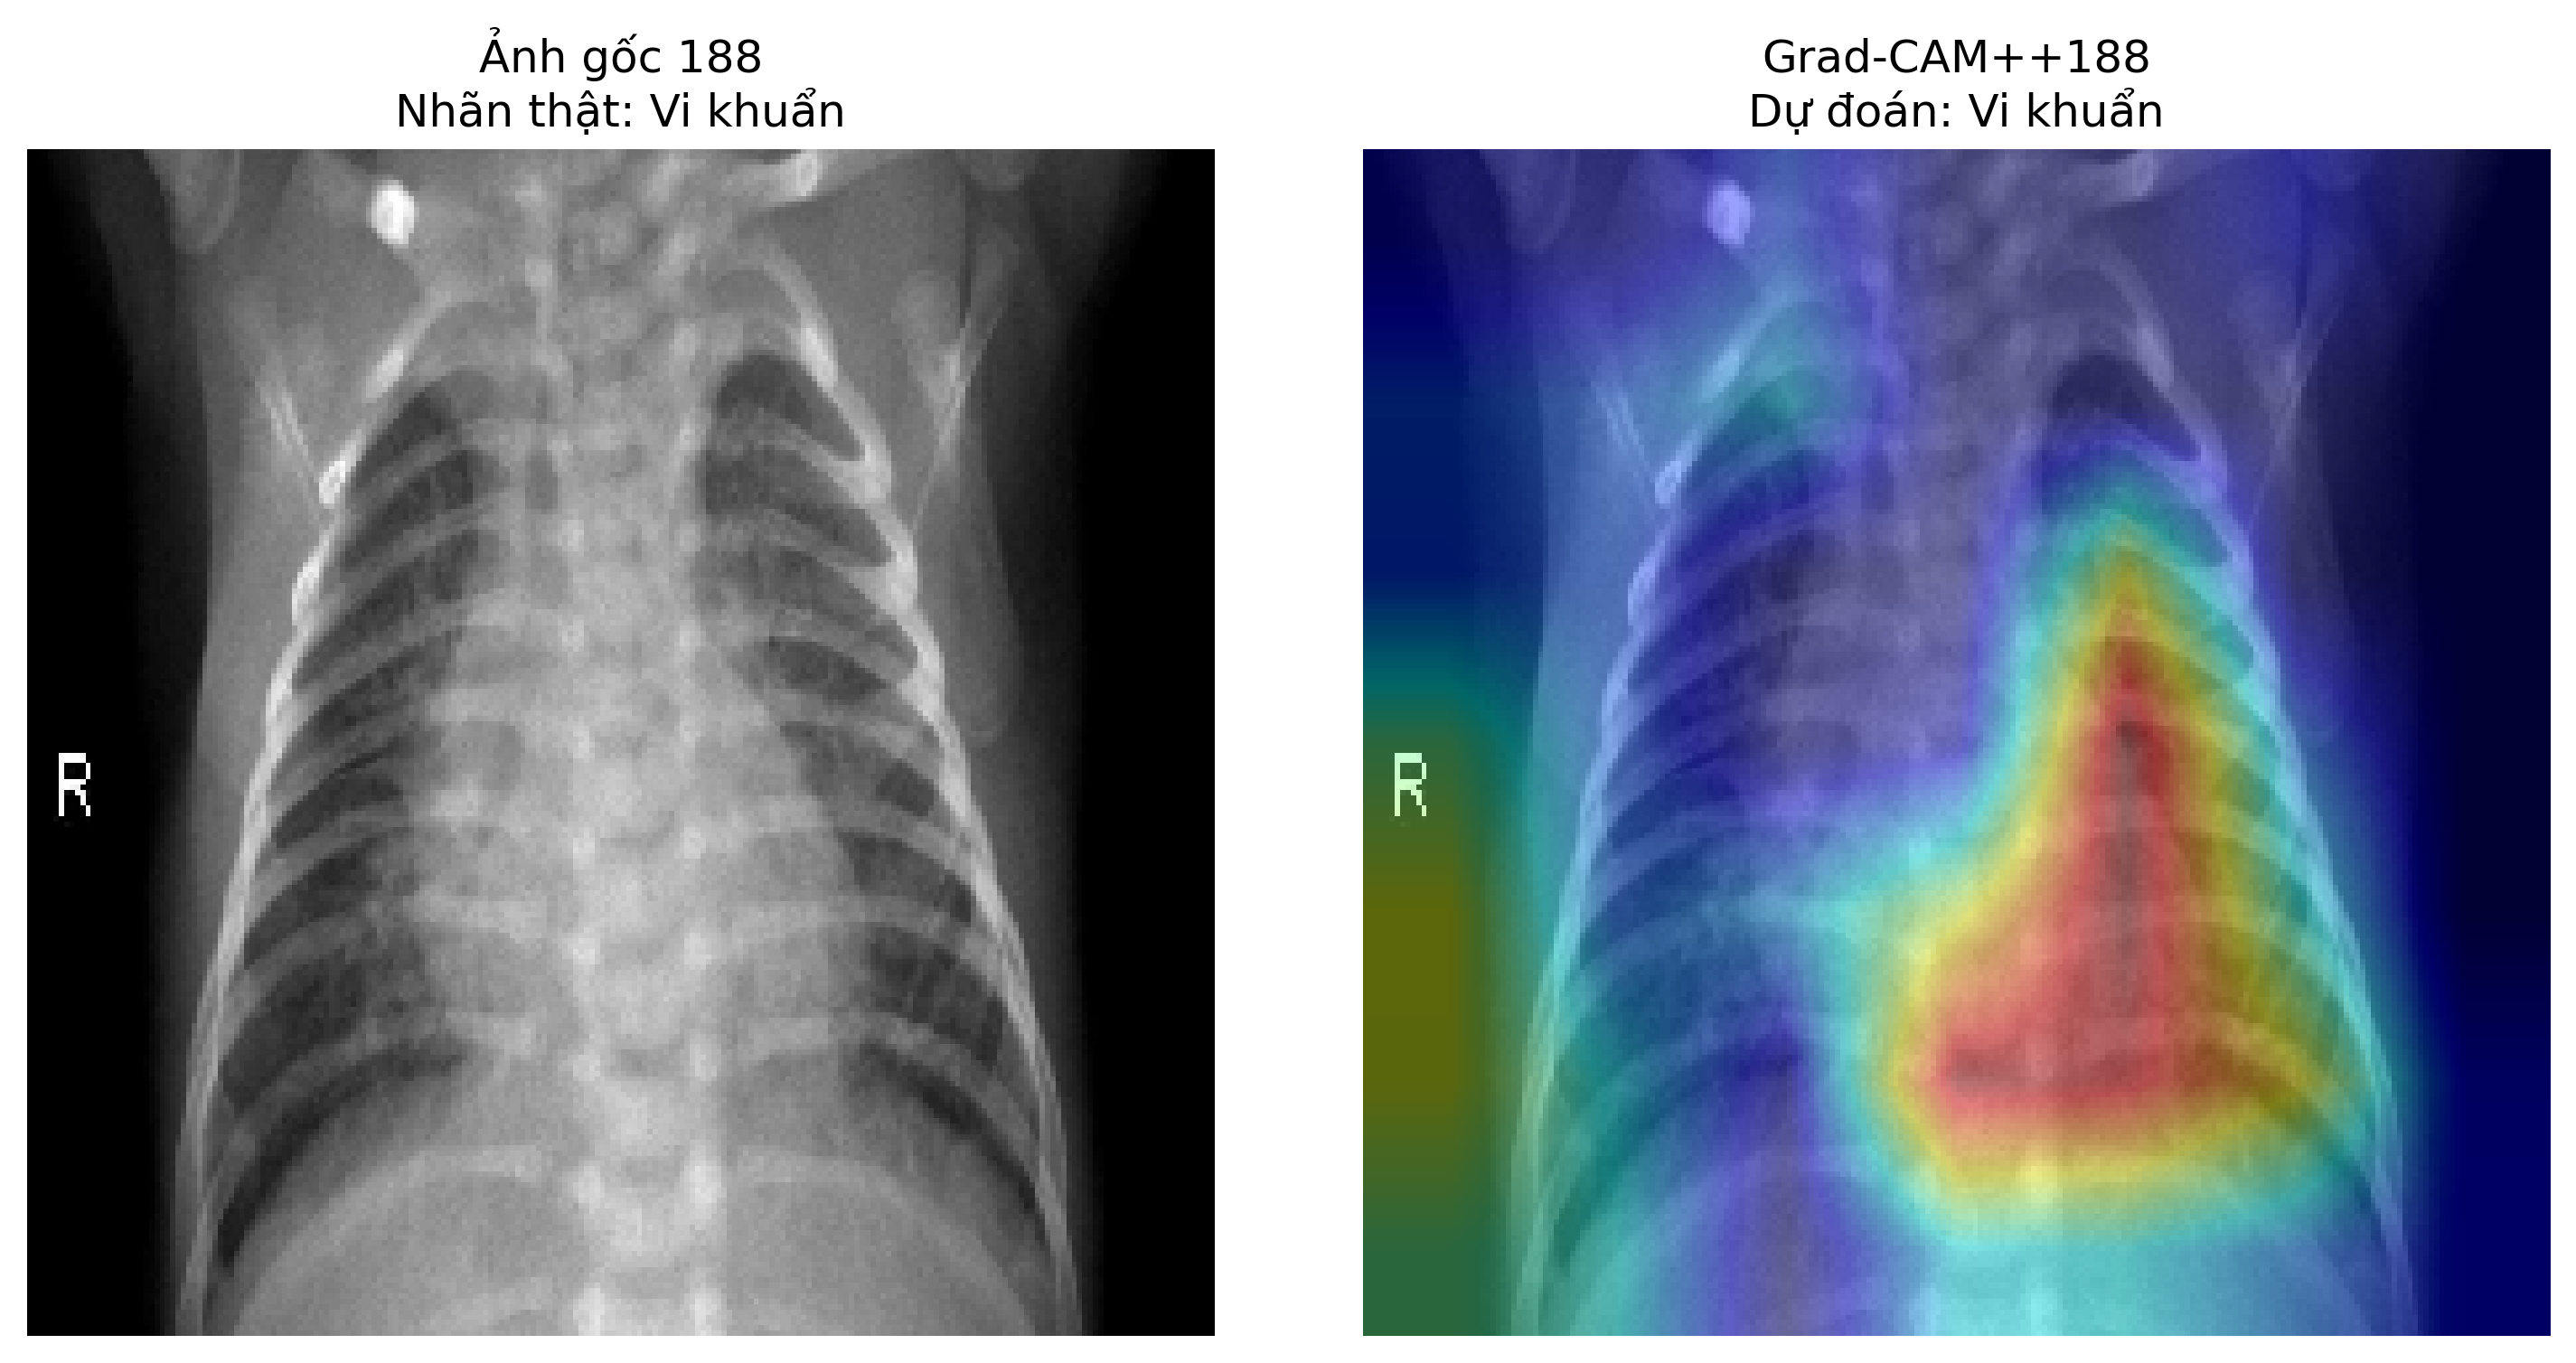 Ảnh gốc 188
Nhãn thật: Vi khuẩn
Grad-CAM++188
Dự đoán: Vi khuẩn
R
R